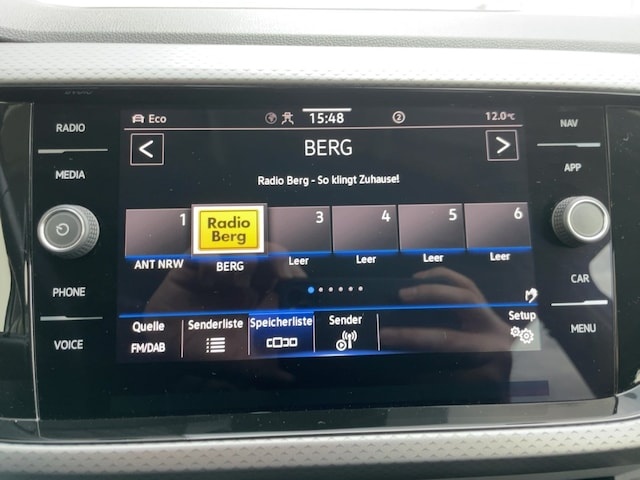 RADIO
MEDIA
PHONE
VOICE
Eco
15:48
2
12.0°C
BERG
Radio Berg - So klingt Zuhause!
1
Radio
Berg
3
4
5
6
ANT NRW
BERG
Leer
Leer
Leer
Leer
Quelle
FM/DAB
Senderliste
Speicherliste
Sender
Setup
NAV
APP
CAR
MENU